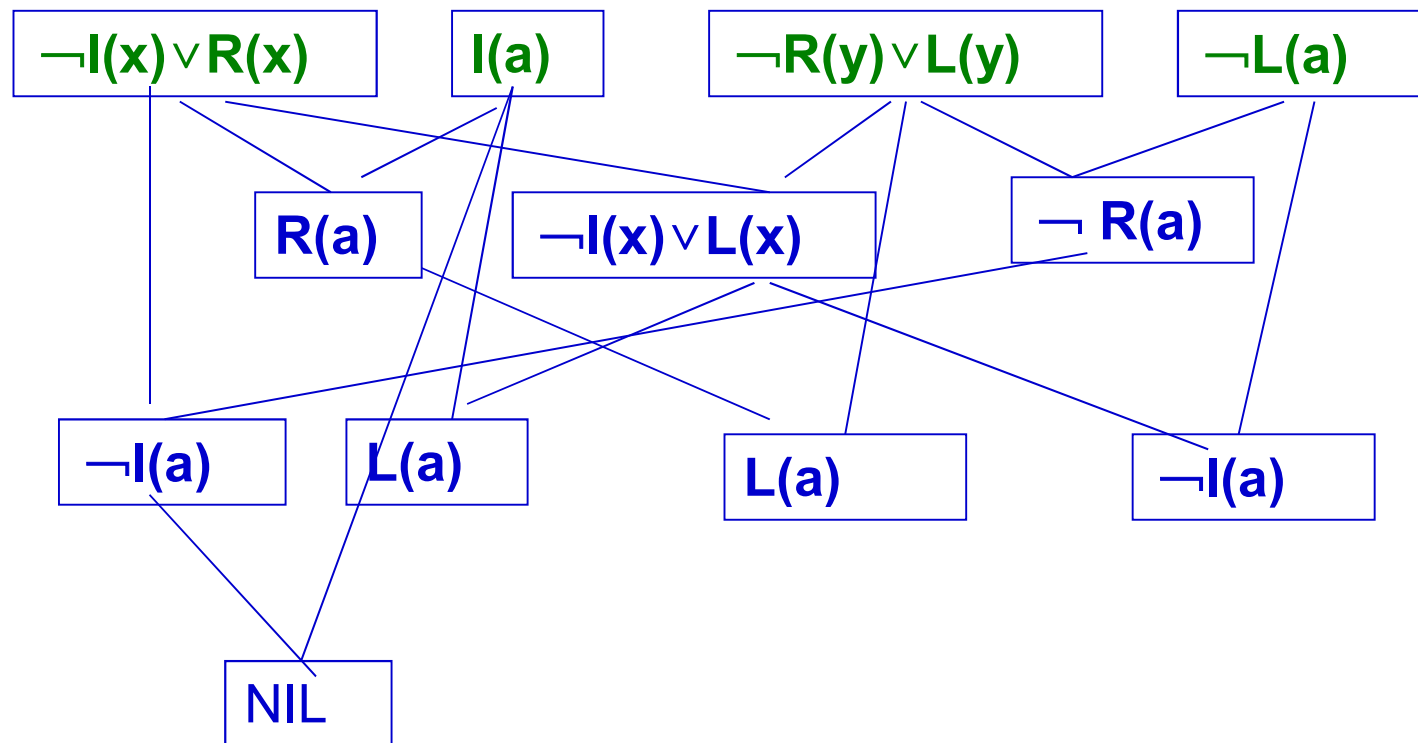 ¬I(x)∨R(x)
I(a)
¬R(y)∨L(y)
¬L(a)
R(a)
¬I(x)∨L(x)
¬ R(a)
¬I(a)
L(a)
L(a)
¬I(a)
NIL